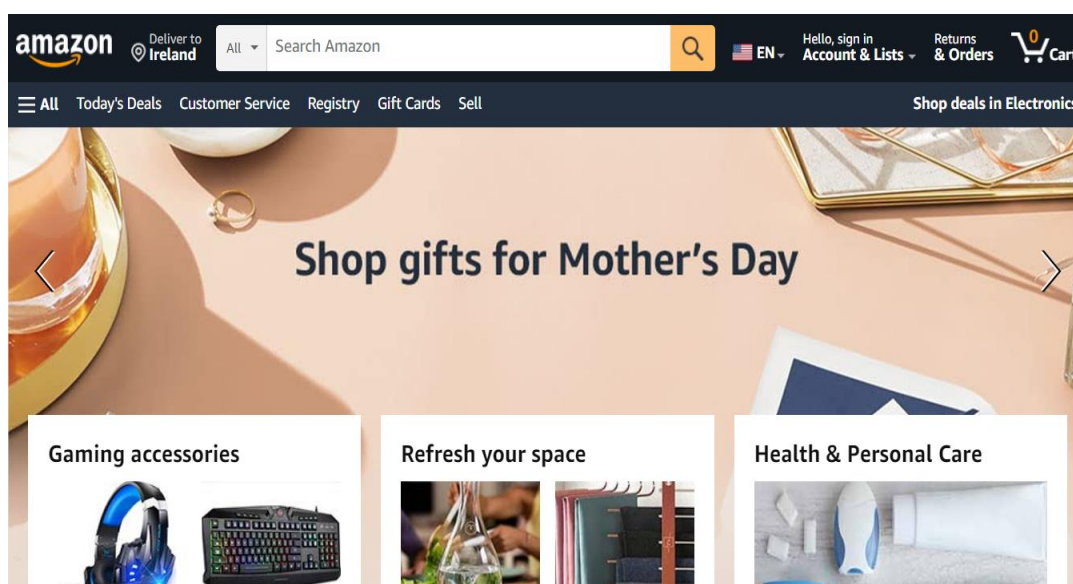 amazon
Deliver to
Ireland
All
Search Amazon
EN
Hello, sign in
Account & Lists
Returns
& Orders
0
Cart
All
Today's Deals
Customer Service
Registry
Gift Cards
Sell
Shop deals in Electronics
Shop gifts for Mother's Day
Gaming accessories
Refresh your space
Health & Personal Care